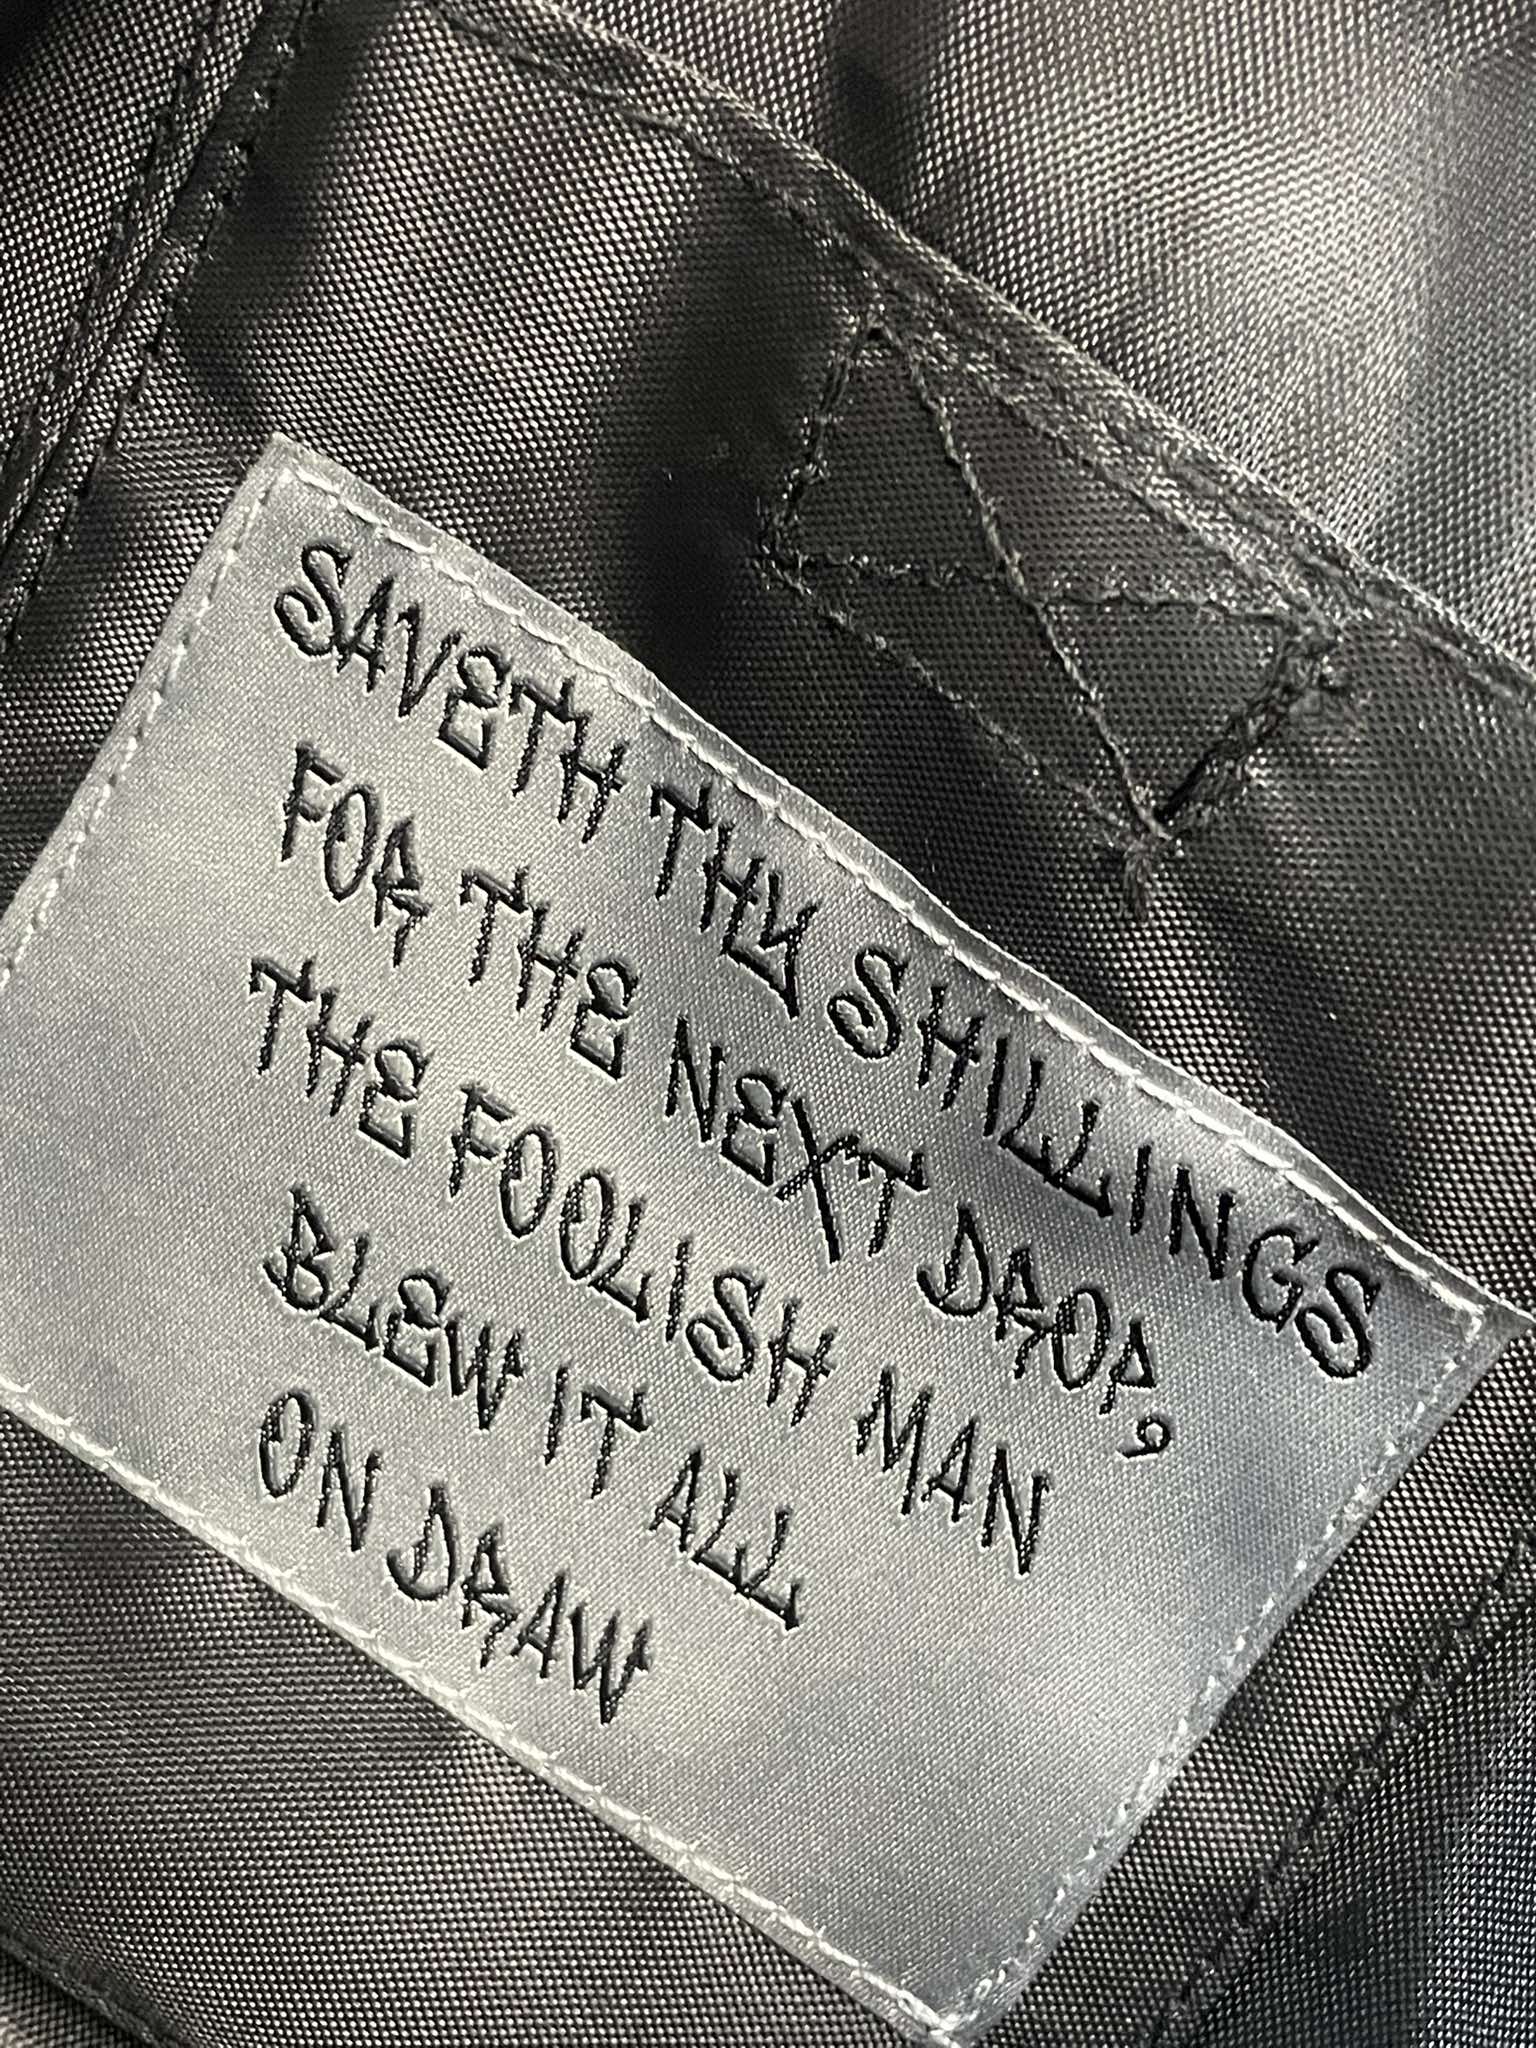 SAVETH THY SHILLINGS
FOR THE NEXT DROP,
THE FOOLISH MAN
BLEW IT ALL
ON DRAW